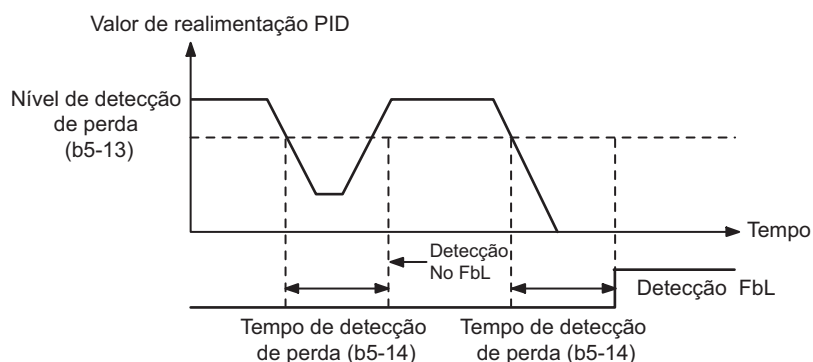 Valor de realimentação PID
Nível de detecção
de perda
(b5-13)
Tempo
Detecção
No FbL
Detecção FbL
Tempo de detecção
de perda (b5-14)
Tempo de detecção
de perda (b5-14)